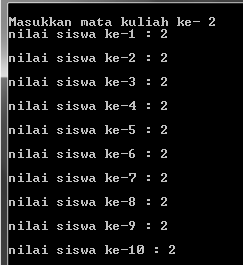 Masukkan mata kuliah ke- 2
nilai siswa ke-1 : 2
nilai siswa ke-2 : 2
nilai siswa ke-3 : 2
nilai siswa ke-4 : 2
nilai siswa ke-5 : 2
nilai siswa ke-6 : 2
nilai siswa ke-7 : 2
nilai siswa ke-8 : 2
nilai siswa ke-9 : 2
nilai siswa ke-10 : 2